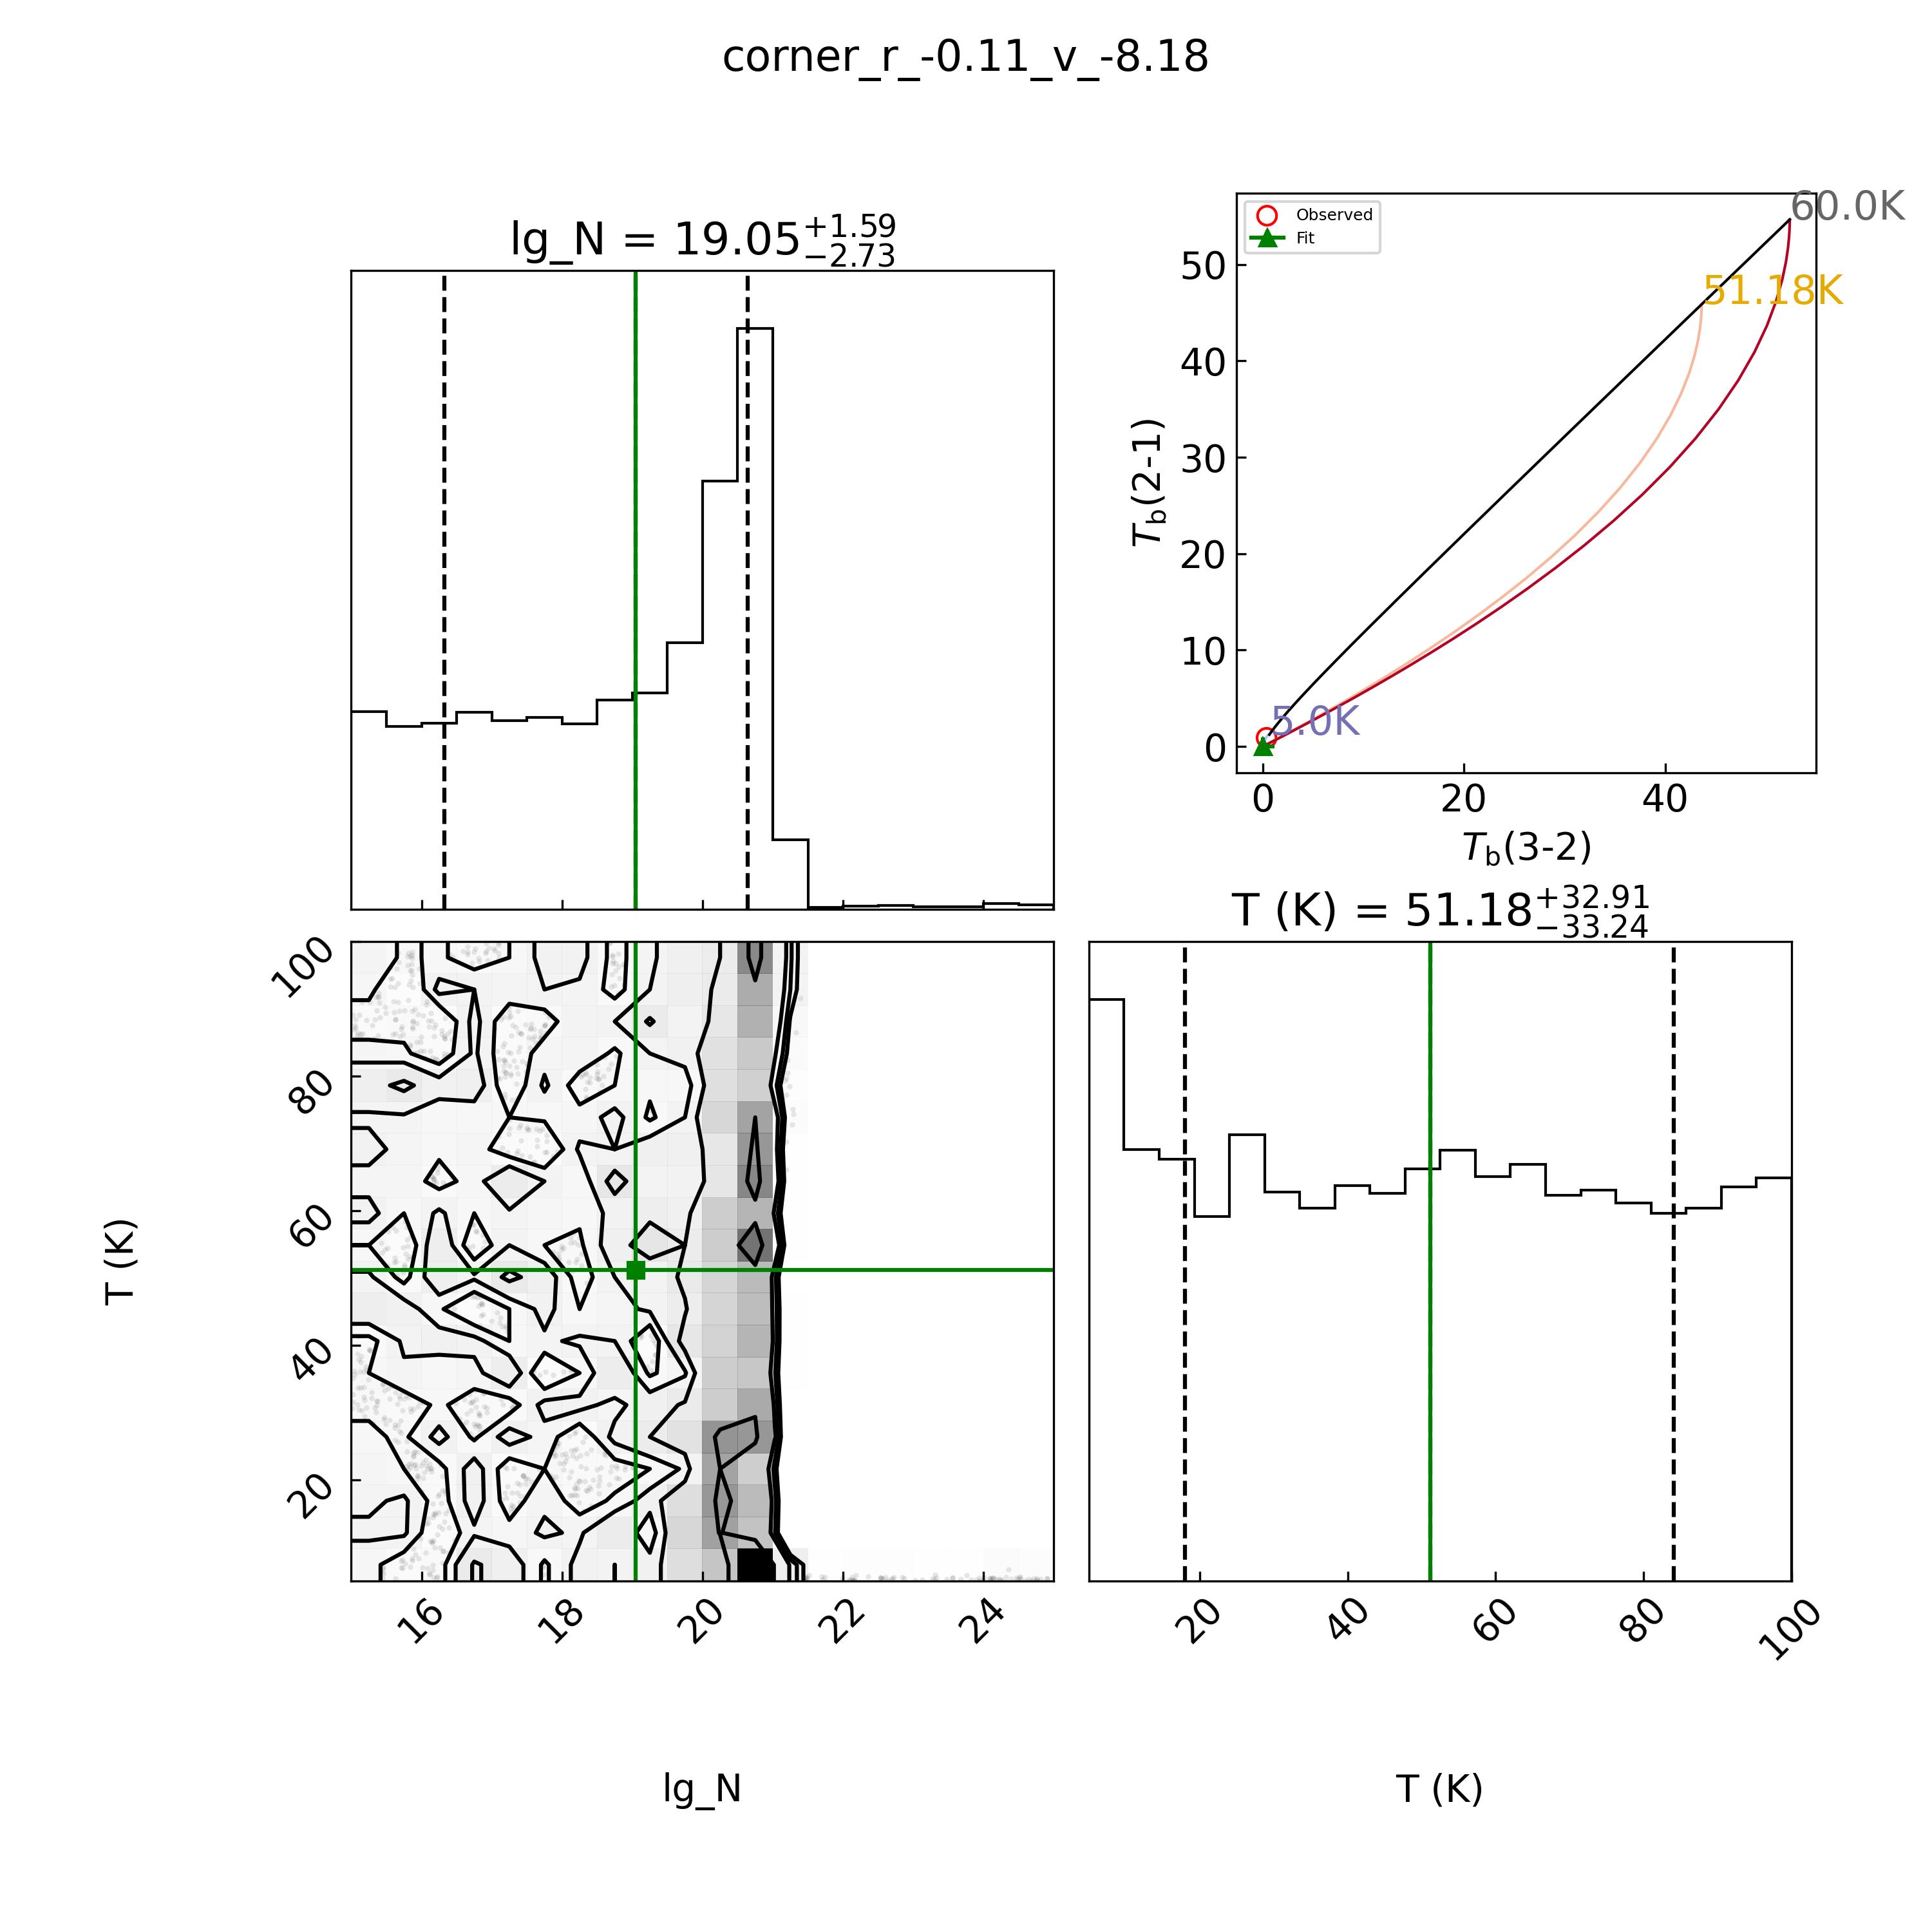 corner_r_-0.11_v_-8.18
lg_N = 19.05+1.59−2.73
60.0K
Observed
Fit
51.18K
5.0K
50
40
30
20
10
0
Tb(2-1)
0 20 40
Tb(3-2)
T (K) = 51.18+32.91−33.24
100
80
60
40
20
T (K)
16 18 20 22 24
lg_N
20 40 60 80 100
T (K)